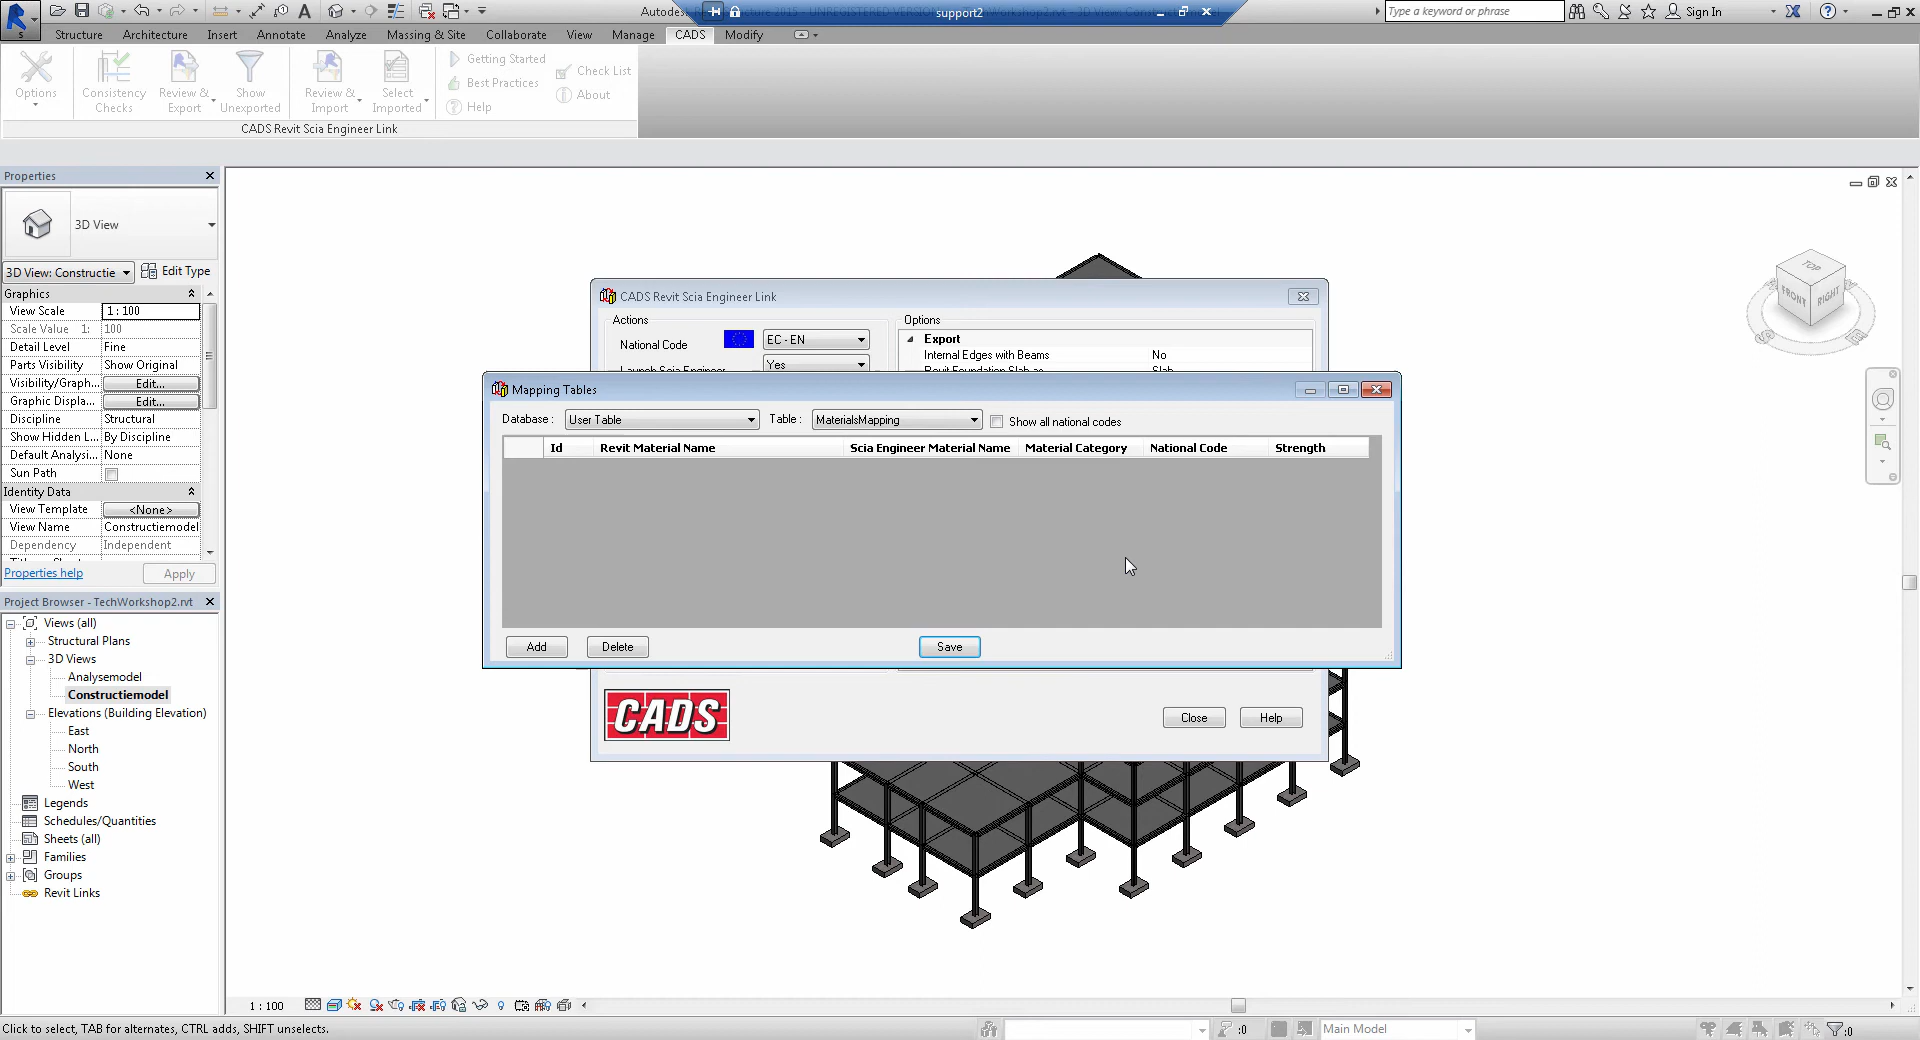 Autodes
support2
Type a keyword or phrase
Sign In
Structure Architecture Insert Annotate Analyze Massing & Site Collaborate View Manage CADS Modify
Options
Consistency Checks
Review & Export
Show Unexported
Review & Import
Select Imported
Getting Started
Best Practices
Help
Check List
About
CADS Revit Scia Engineer Link
Properties
3D View
3D View: Constructie
Edit Type
Graphics
View Scale 1 : 100
Scale Value 1: 100
Detail Level Fine
Parts Visibility Show Original
Visibility/Graph... Edit...
Graphic Displa... Edit...
Discipline Structural
Show Hidden L... By Discipline
Default Analysi... None
Sun Path
Identity Data
View Template <None>
View Name Constructiemodel
Dependency Independent
Properties help Apply
Project Browser - TechWorkshop2.rvt
Views (all)
Structural Plans
3D Views
Analysemodel
Constructiemodel
Elevations (Building Elevation)
East
North
South
West
Legends
Schedules/Quantities
Sheets (all)
Families
Groups
Revit Links
TOP
FRONT
RIGHT
CADS Revit Scia Engineer Link
Actions
National Code EC - EN
Launch Scia Engineer Yes
Options
Export
Internal Edges with Beams No
Revit Foundation Slab as Slab
Mapping Tables
Database : User Table Table : MaterialsMapping Show all national codes
Id Revit Material Name Scia Engineer Material Name Material Category National Code Strength
Add Delete Save
CADS
Close Help
1 : 100
Click to select, TAB for alternates, CTRL adds, SHIFT unselects.
:0
Main Model
:0